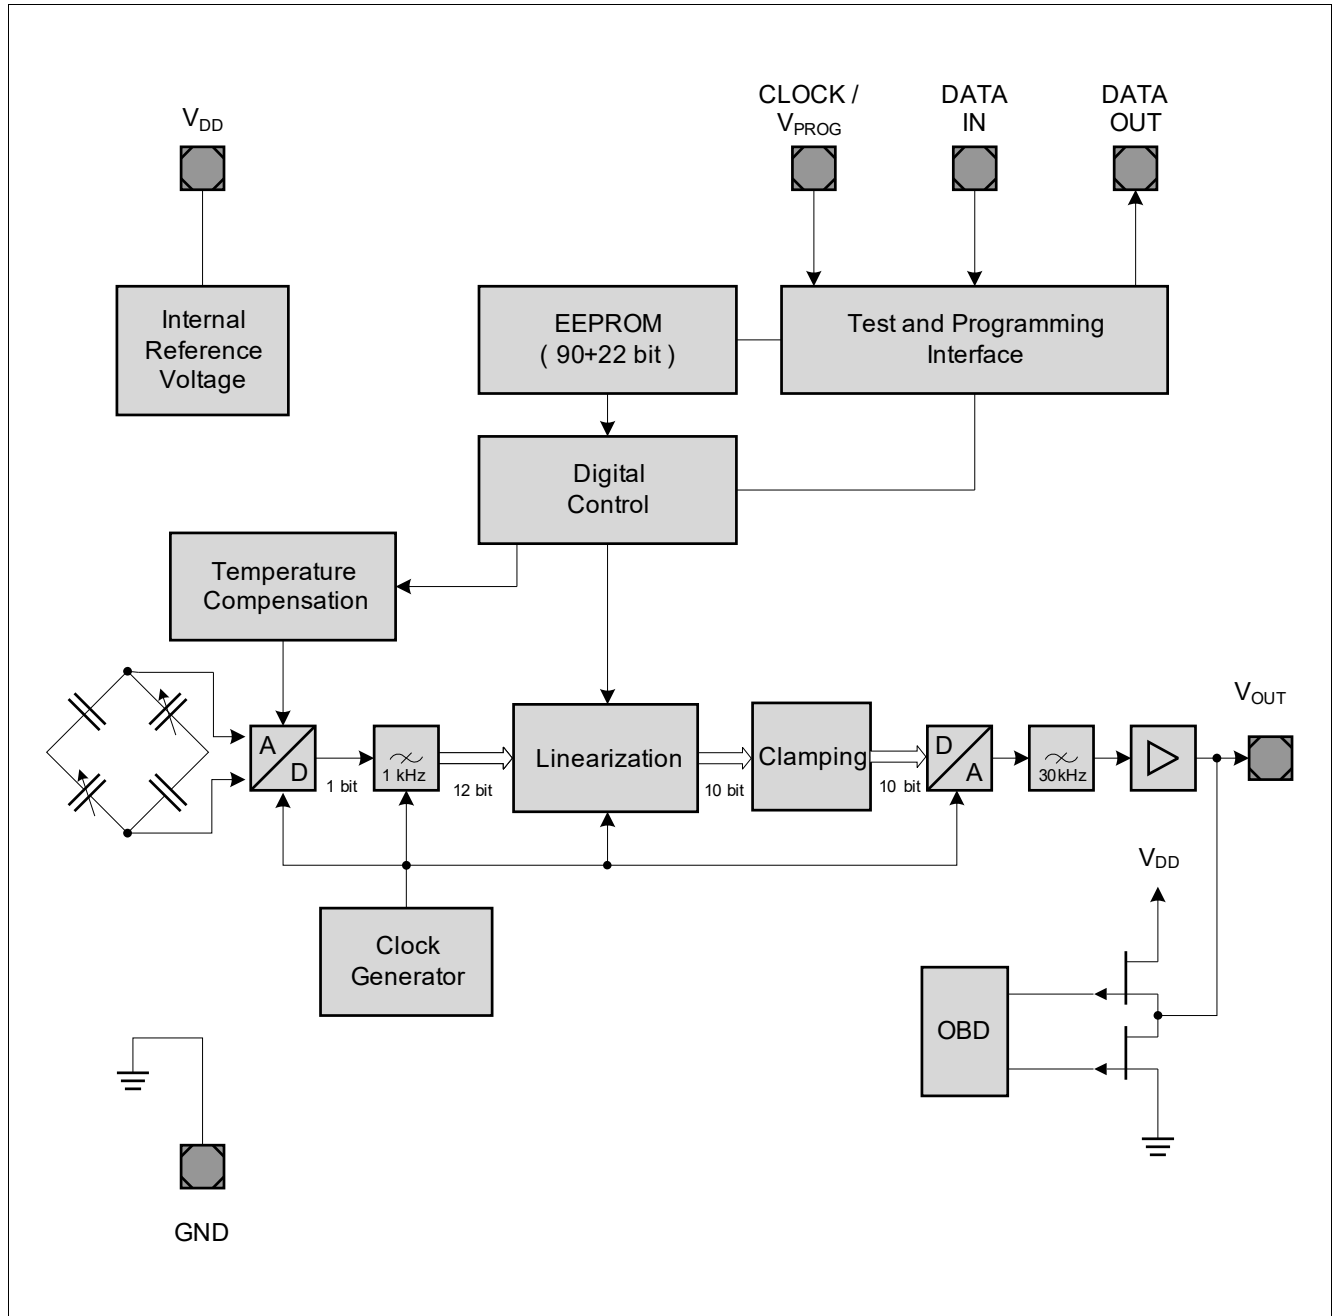 CLOCK /
VPROG
DATA
IN
DATA
OUT
VDD
Internal
Reference
Voltage
EEPROM
( 90+22 bit )
Test and Programming
Interface
Digital
Control
Temperature
Compensation
VOUT
A
D
1 bit
1 kHz
12 bit
Linearization
10 bit
Clamping
10 bit
D
A
30kHz
VDD
Clock
Generator
OBD
GND